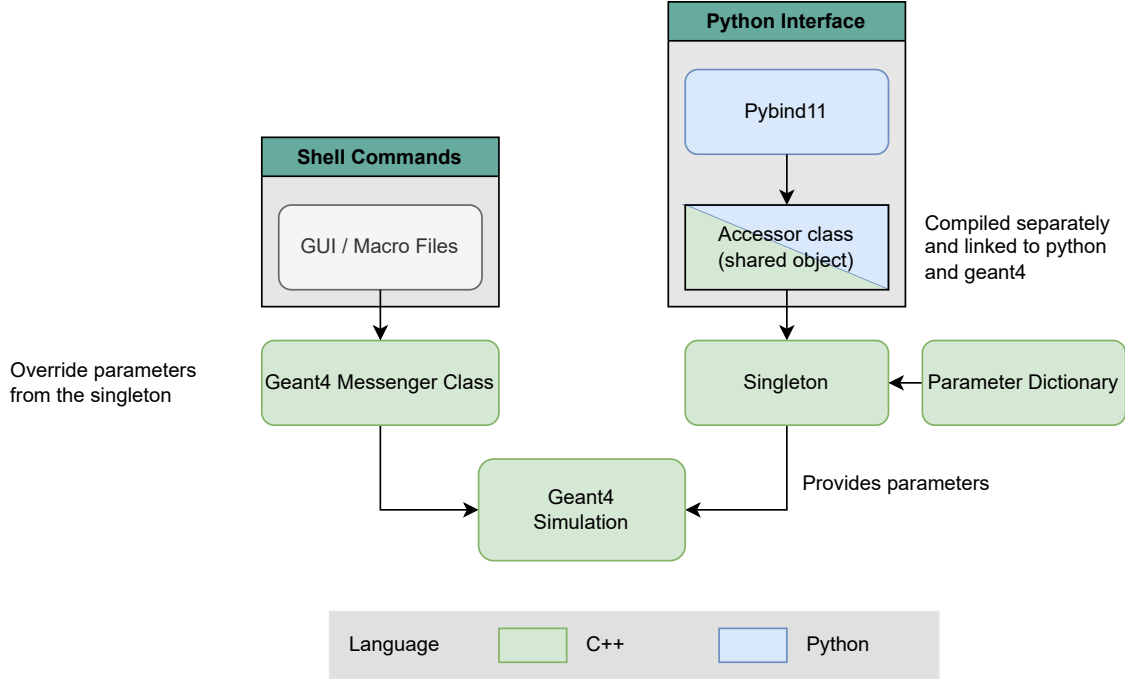 Python Interface
Pybind11
Shell Commands
Accessor class
(shared object)
Compiled separately
and linked to python
and geant4
GUI / Macro Files
Override parameters
from the singleton
Geant4 Messenger Class
Singleton
Parameter Dictionary
Geant4
Simulation
Provides parameters
Language
C++
Python